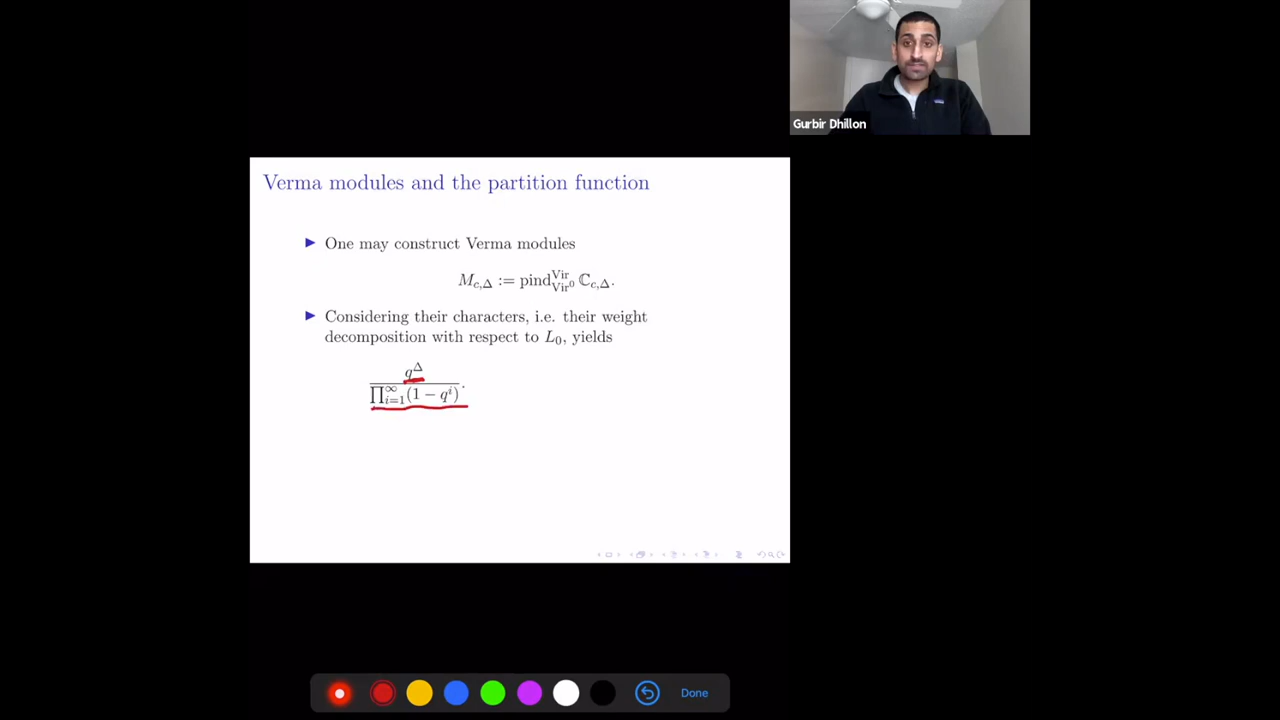 Gurbir Dhillon
Verma modules and the partition function
One may construct Verma modules
M_{c,Δ} := pind^{Vir}_{Vir^0} ℂ_{c,Δ}.
Considering their characters, i.e. their weight
decomposition with respect to L_0, yields
q^Δ
∏_{i=1}^∞(1 − q^i) .
Done